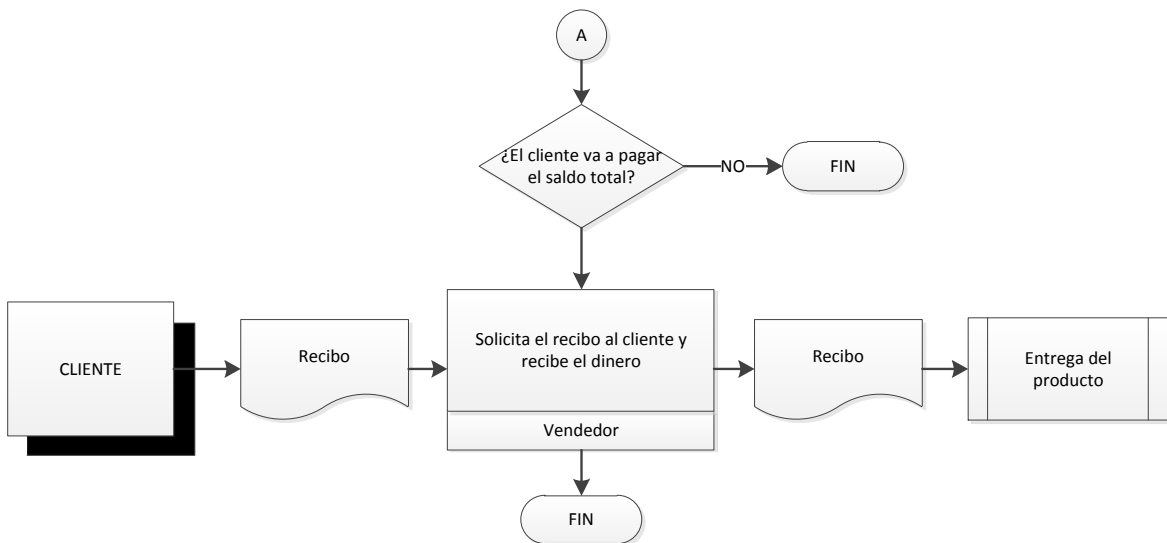 A
¿El cliente va a pagar
el saldo total?
NO
FIN
CLIENTE
Recibo
Solicita el recibo al cliente y
recibe el dinero
Vendedor
Recibo
Entrega del
producto
FIN